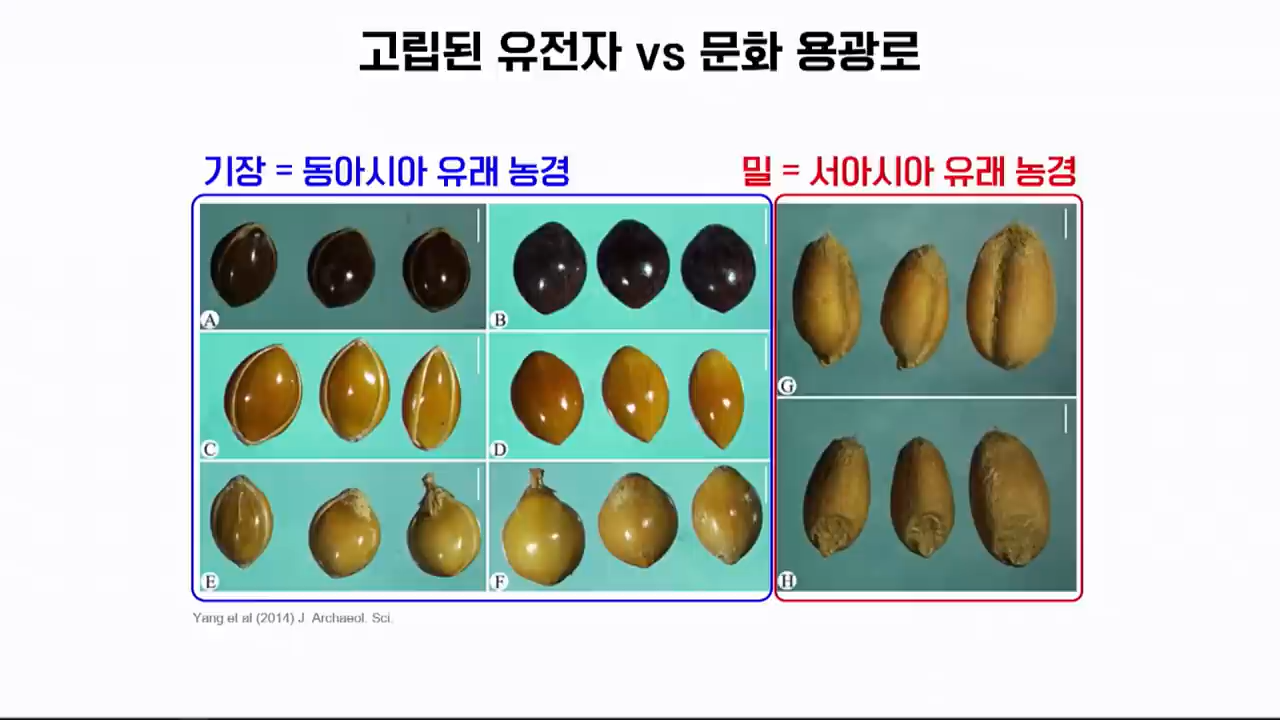 고립된 유전자 vs 문화 용광로
기장 = 동아시아 유래 농경
밀 = 서아시아 유래 농경
A
B
C
D
E
F
G
H
Yang et al (2014) J. Archaeol. Sci.